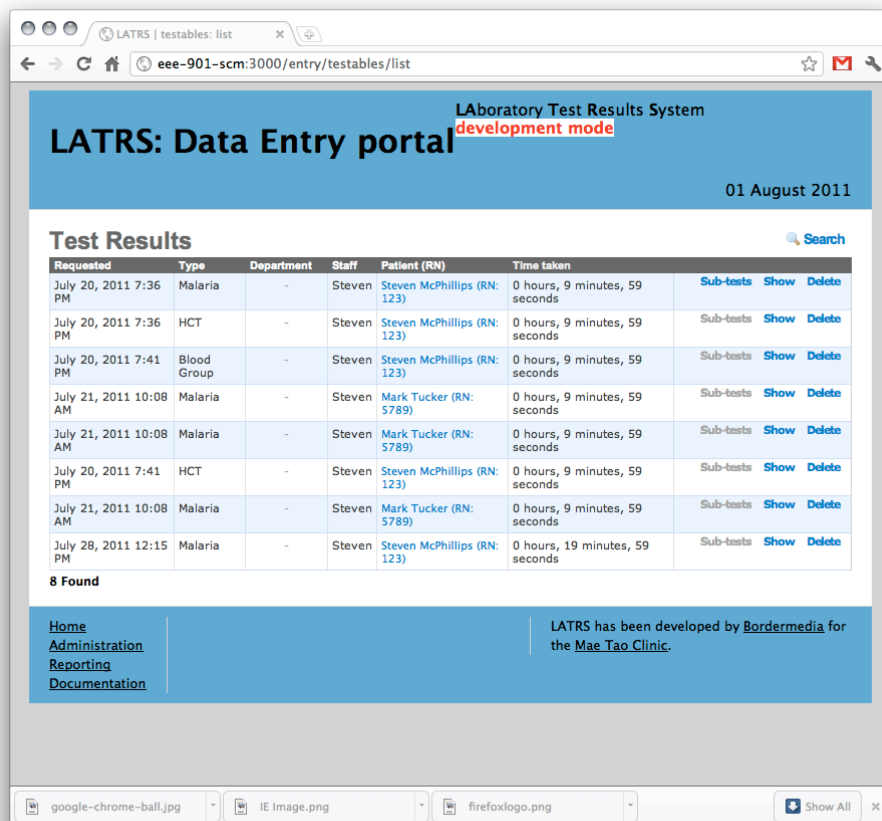 LATRS | testables: list
eee-901-scm:3000/entry/testables/list
LAboratory Test Results System
LATRS: Data Entry portal
development mode
01 August 2011
Test Results
Search
Requested Type Department Staff Patient (RN) Time taken
July 20, 2011 7:36 Malaria - Steven Steven McPhillips (RN: 0 hours, 9 minutes, 59 Sub-tests Show Delete
PM 123) seconds
July 20, 2011 7:36 HCT - Steven Steven McPhillips (RN: 0 hours, 9 minutes, 59 Sub-tests Show Delete
PM 123) seconds
July 20, 2011 7:41 Blood - Steven Steven McPhillips (RN: 0 hours, 9 minutes, 59 Sub-tests Show Delete
PM Group 123) seconds
July 21, 2011 10:08 Malaria - Steven Mark Tucker (RN: 0 hours, 9 minutes, 59 Sub-tests Show Delete
AM 5789) seconds
July 21, 2011 10:08 Malaria - Steven Mark Tucker (RN: 0 hours, 9 minutes, 59 Sub-tests Show Delete
AM 5789) seconds
July 20, 2011 7:41 HCT - Steven Steven McPhillips (RN: 0 hours, 9 minutes, 59 Sub-tests Show Delete
PM 123) seconds
July 21, 2011 10:08 Malaria - Steven Mark Tucker (RN: 0 hours, 9 minutes, 59 Sub-tests Show Delete
AM 5789) seconds
July 28, 2011 12:15 Malaria - Steven Steven McPhillips (RN: 0 hours, 19 minutes, 59 Sub-tests Show Delete
PM 123) seconds
8 Found
Home
Administration
Reporting
Documentation
LATRS has been developed by Bordermedia for
the Mae Tao Clinic.
google-chrome-ball.jpg IE Image.png firefoxlogo.png Show All